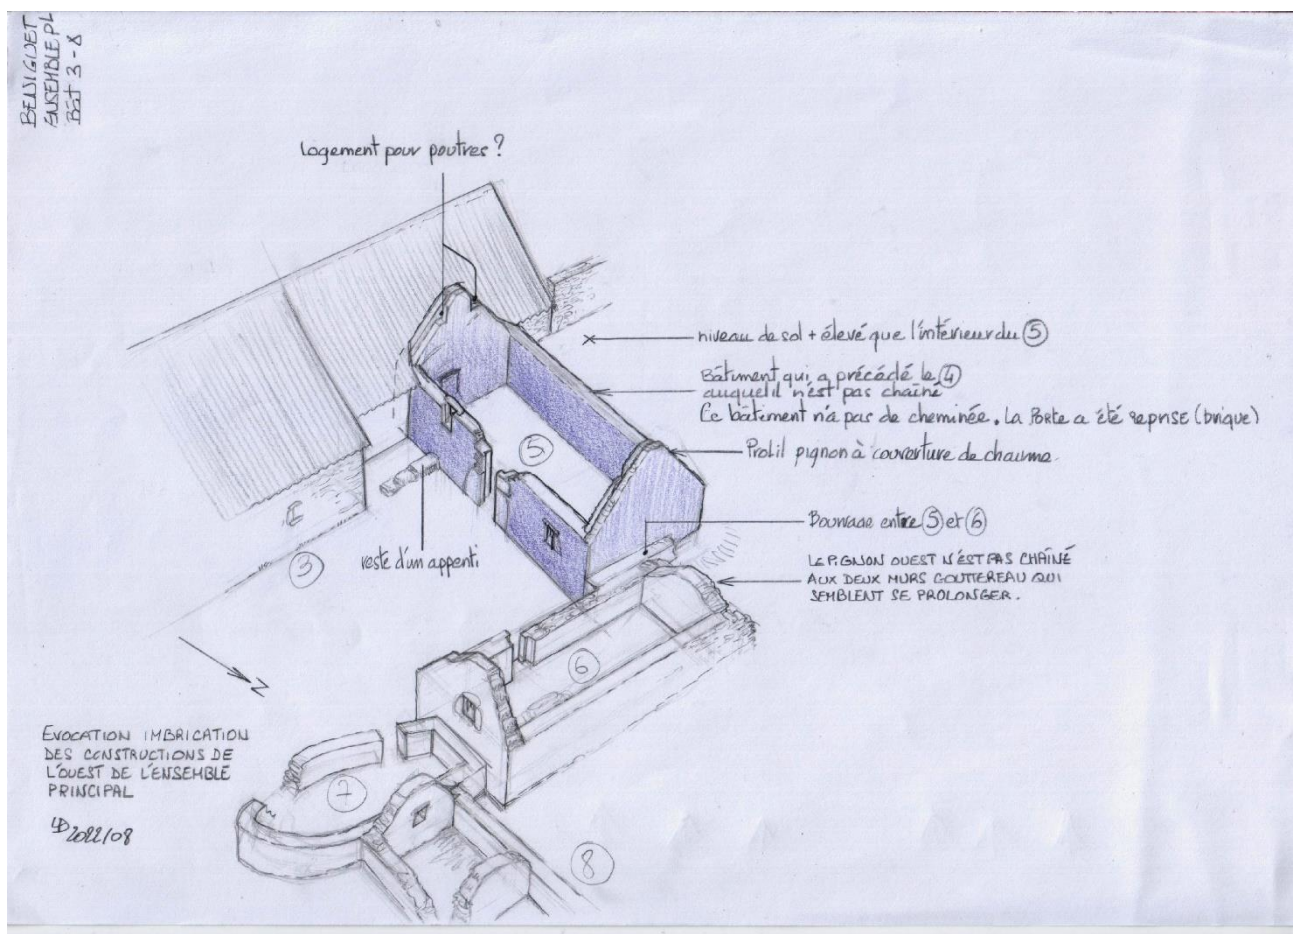 BENIGUET
ENSEMBLE PL
BÂT 3-8
Logement pour poutres ?
niveau de sol + élevé que l'intérieur du 5
Bâtiment qui a précédé le 4
auquel il n'est pas chaîné
Ce bâtiment n'a pas de cheminée. La Porte a été reprise (brique)
Profil pignon à couverture de chaume.
Bourrage entre 5 et 6
LE PIGNON OUEST N'EST PAS CHAÎNÉ
AUX DEUX MURS GOUTTEREAU QUI
SEMBLENT SE PROLONGER.
5
reste d'un appenti
3
6
N
EVOCATION IMBRICATION
DES CONSTRUCTIONS DE
L'OUEST DE L'ENSEMBLE
PRINCIPAL
7
2022/08
8